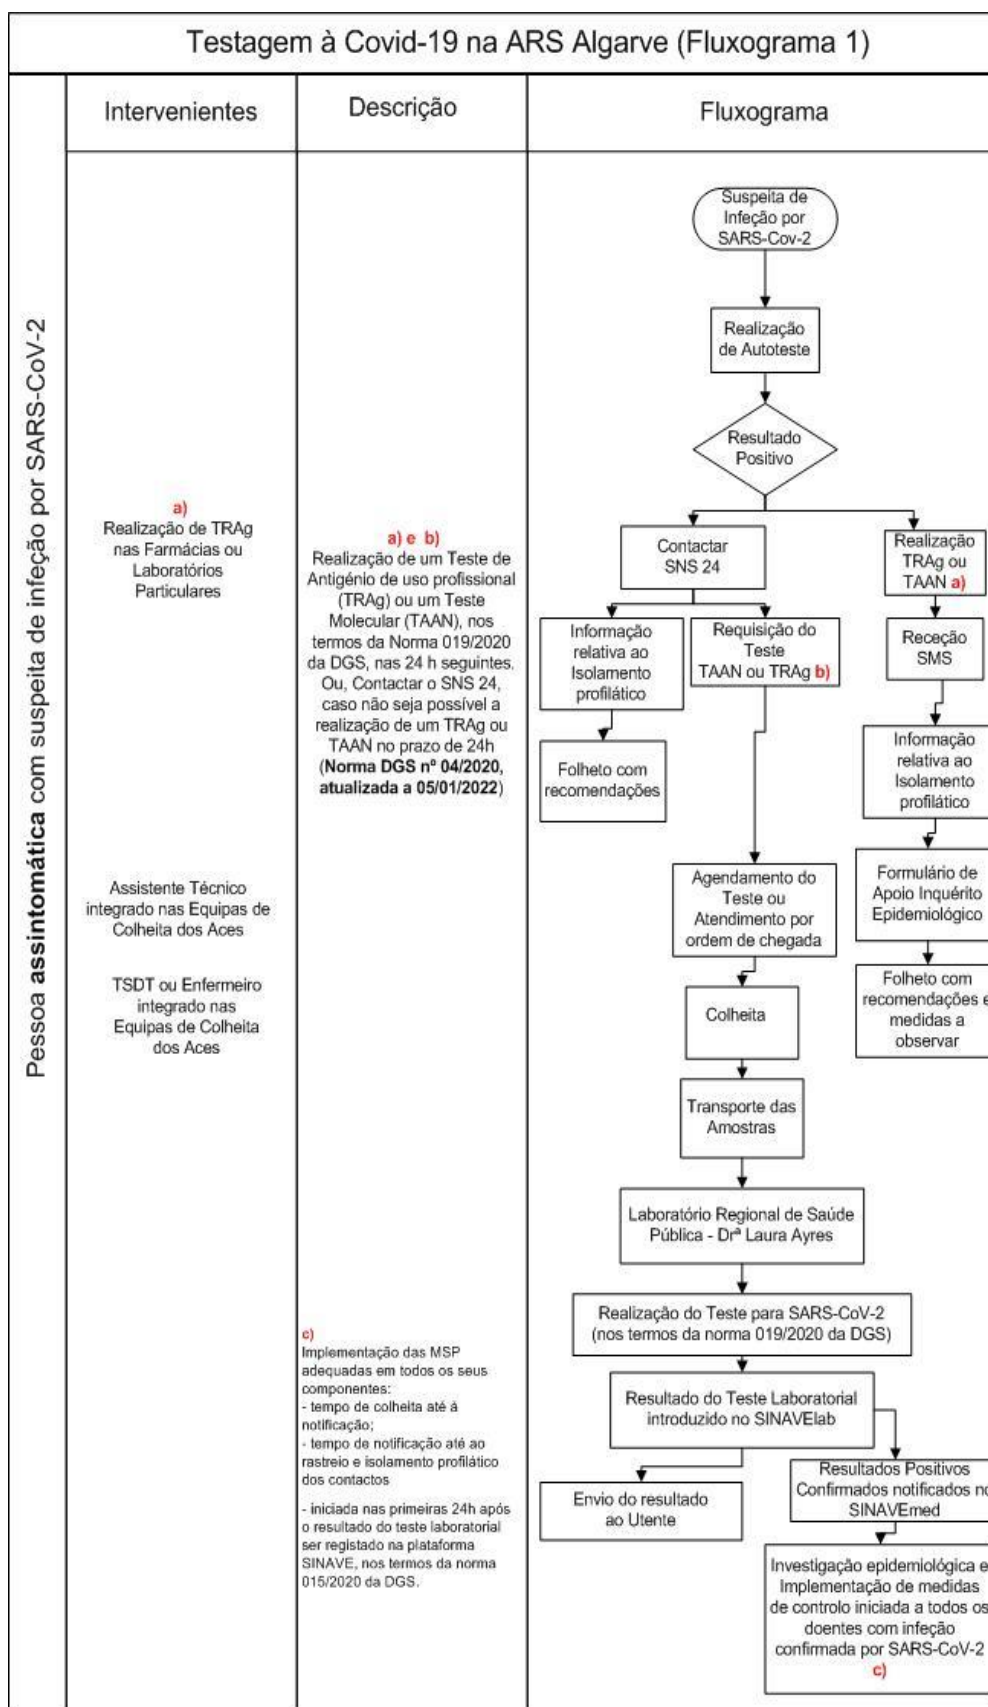 Testagem à Covid-19 na ARS Algarve (Fluxograma 1)
Pessoa assintomática com suspeita de infeção por SARS-CoV-2
Intervenientes
a)
Realização de TRAg
nas Farmácias ou
Laboratórios
Particulares
Assistente Técnico
integrado nas Equipas de
Colheita dos Aces
TSDT ou Enfermeiro
integrado nas
Equipas de Colheita
dos Aces
Descrição
a) e b)
Realização de um Teste de
Antigénio de uso profissional
(TRAg) ou um Teste
Molecular (TAAN), nos
termos da Norma 019/2020
da DGS, nas 24 h seguintes.
Ou, Contactar o SNS 24,
caso não seja possível a
realização de um TRAg ou
TAAN no prazo de 24h
(Norma DGS nº 04/2020,
atualizada a 05/01/2022)
c)
Implementação das MSP
adequadas em todos os seus
componentes:
- tempo de colheita até à
notificação;
- tempo de notificação até ao
rastreio e isolamento profilático
dos contactos
- iniciada nas primeiras 24h após
o resultado do teste laboratorial
ser registado na plataforma
SINAVE, nos termos da norma
015/2020 da DGS.
Fluxograma
Suspeita de
Infeção por
SARS-Cov-2
Realização
de Autoteste
Resultado
Positivo
Contactar
SNS 24
Realização
TRAg ou
TAAN a)
Informação
relativa ao
Isolamento
profilático
Requisição do
Teste
TAAN ou TRAg b)
Receção
SMS
Folheto com
recomendações
Informação
relativa ao
Isolamento
profilático
Agendamento do
Teste ou
Atendimento por
ordem de chegada
Formulário de
Apoio Inquérito
Epidemiológico
Colheita
Folheto com
recomendações e
medidas a
observar
Transporte das
Amostras
Laboratório Regional de Saúde
Pública - Drª Laura Ayres
Realização do Teste para SARS-CoV-2
(nos termos da norma 019/2020 da DGS)
Resultado do Teste Laboratorial
introduzido no SINAVElab
Envio do resultado
ao Utente
Resultados Positivos
Confirmados notificados no
SINAVEmed
Investigação epidemiológica e
Implementação de medidas
de controlo iniciada a todos os
doentes com infeção
confirmada por SARS-CoV-2
c)